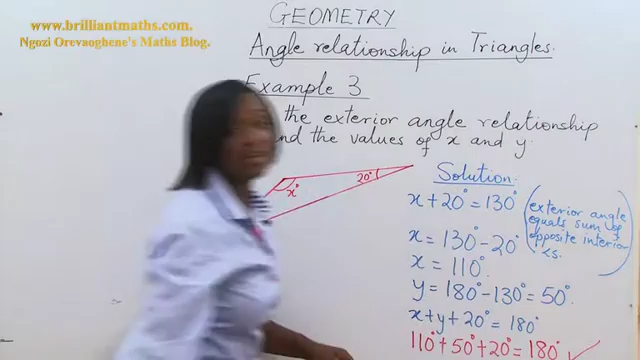 GEOMETRY
www.brilliantmaths.com.
Ngozi Orevaoghene's Maths Blog.
Angle relationship in Triangles.
Example 3
the exterior angle relationship
the values of x and y.
x°
20°
Solution.
x + 20° = 130° (exterior angle
equals sum of
opposite interior
∠s.)
x = 130° - 20°
x = 110°.
y = 180° - 130° = 50°.
x + y + 20° = 180°
110° + 50° + 20° = 180° ✓